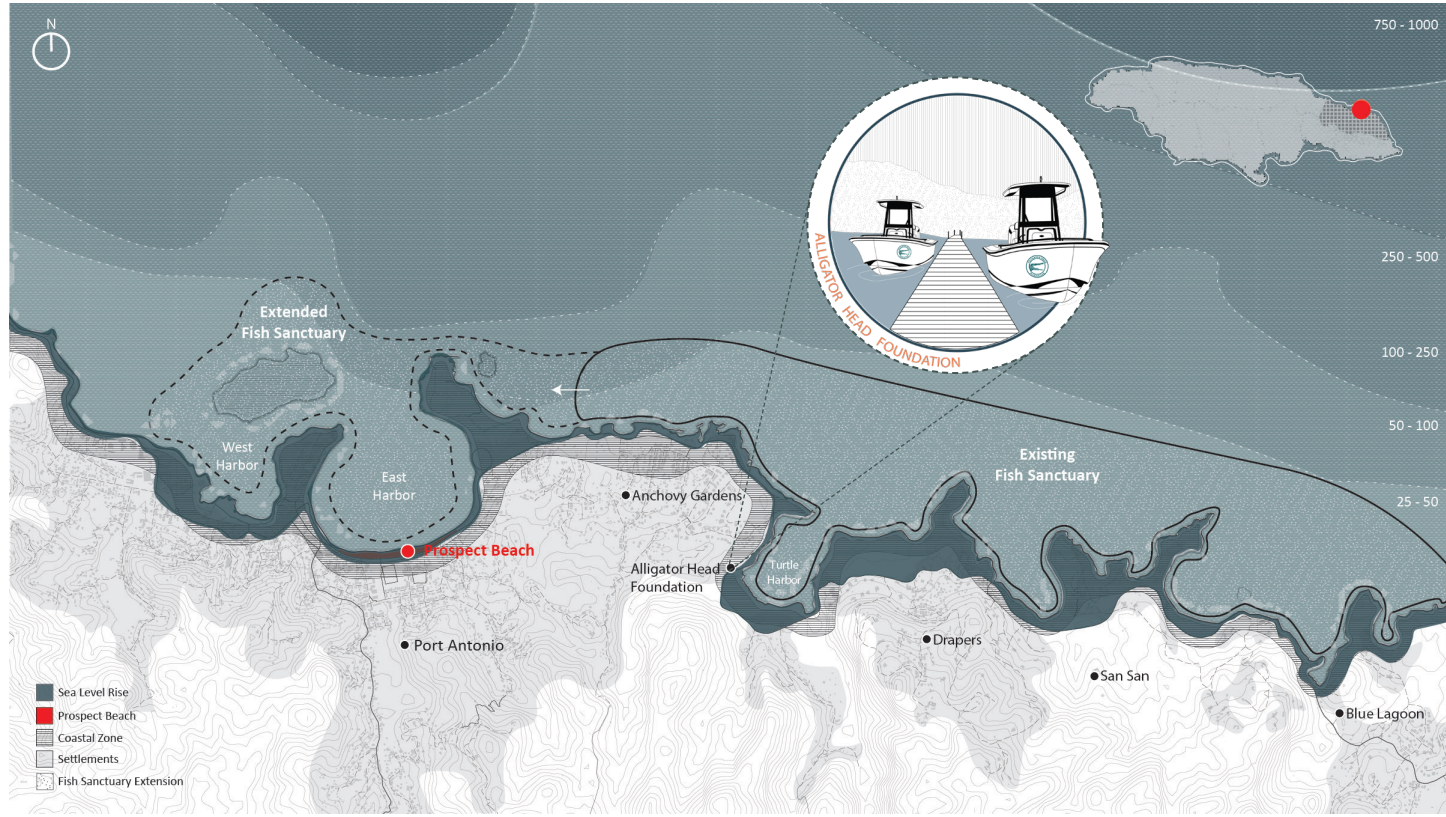 N
750 - 1000
250 - 500
100 - 250
50 - 100
25 - 50
ALLIGATOR HEAD FOUNDATION
Extended
Fish Sanctuary
Existing
Fish Sanctuary
West
Harbor
East
Harbor
Turtle
Harbor
Anchovy Gardens
Prospect Beach
Alligator Head
Foundation
Port Antonio
Drapers
San San
Blue Lagoon
Sea Level Rise
Prospect Beach
Coastal Zone
Settlements
Fish Sanctuary Extension